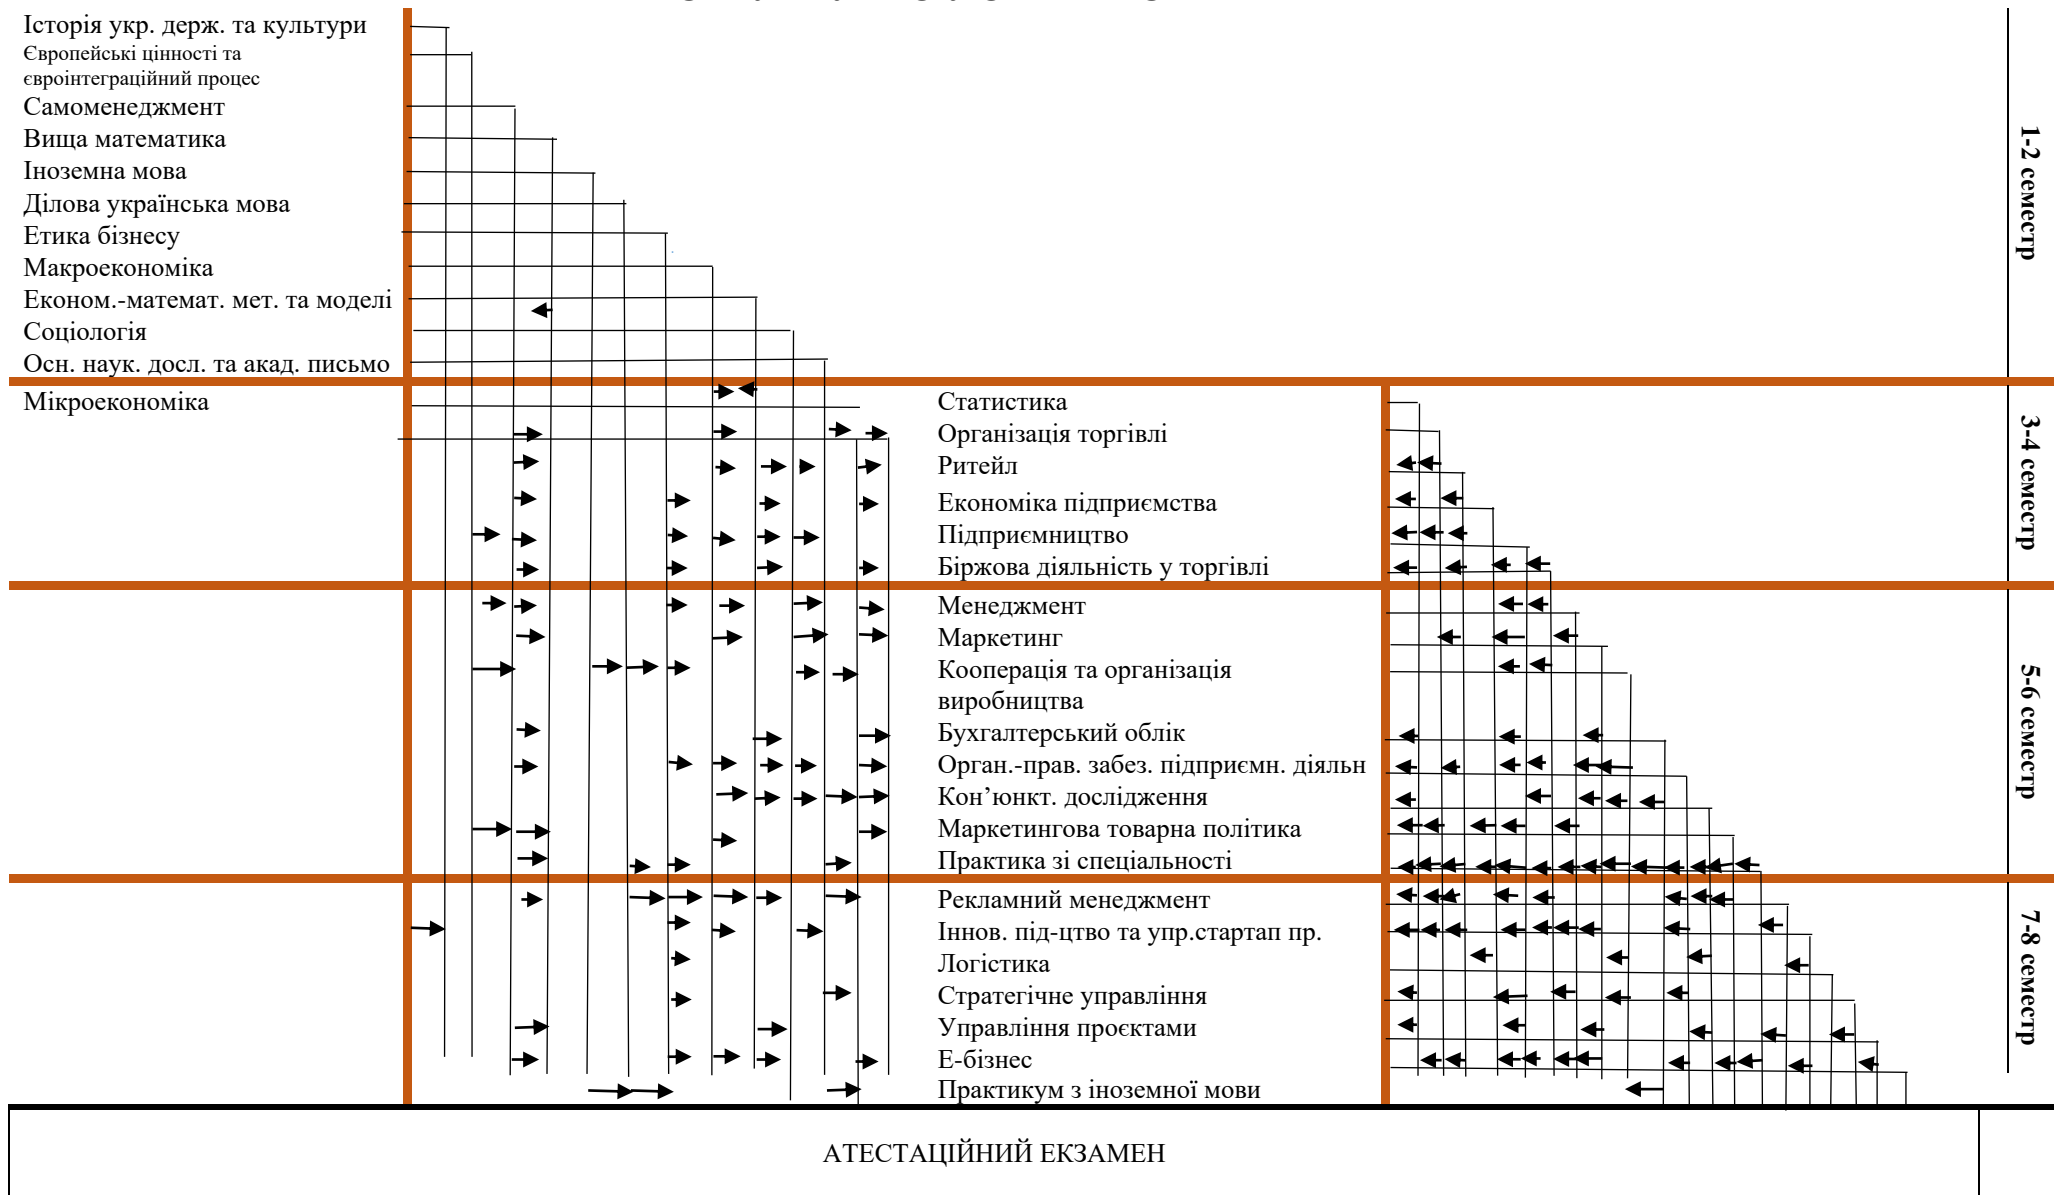 Історія укр. держ. та культури
Європейські цінності та
євроінтеграційний процес
Самоменеджмент
Вища математика
Іноземна мова
Ділова українська мова
Етика бізнесу
Макроекономіка
Економ.-математ. мет. та моделі
Соціологія
Осн. наук. досл. та акад. письмо
1-2 семестр
Мікроекономіка
Статистика
Організація торгівлі
Ритейл
Економіка підприємства
Підприємництво
Біржова діяльність у торгівлі
3-4 семестр
Менеджмент
Маркетинг
Кооперація та організація
виробництва
Бухгалтерський облік
Орган.-прав. забез. підприємн. діяльн
Кон’юнкт. дослідження
Маркетингова товарна політика
Практика зі спеціальності
5-6 семестр
Рекламний менеджмент
Іннов. під-цтво та упр.стартап пр.
Логістика
Стратегічне управління
Управління проєктами
Е-бізнес
Практикум з іноземної мови
7-8 семестр
АТЕСТАЦІЙНИЙ ЕКЗАМЕН